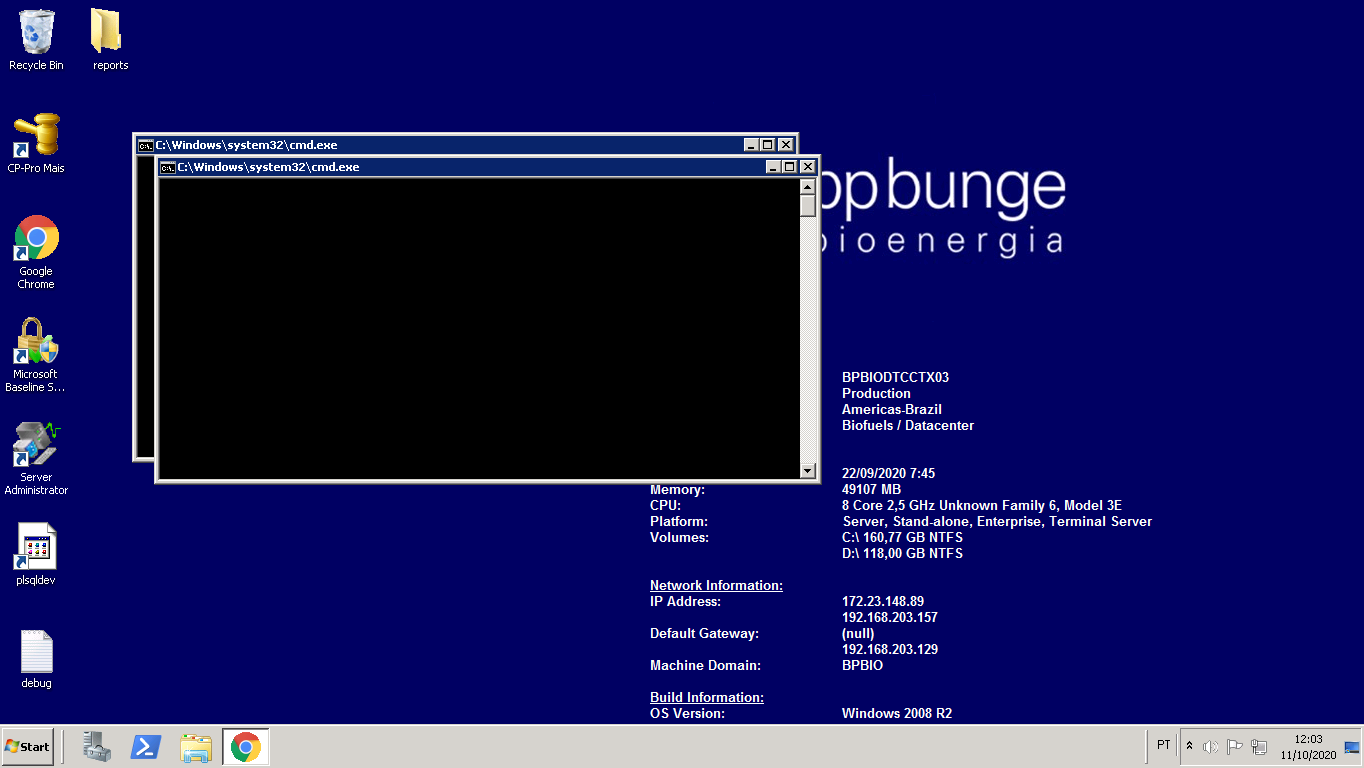 Recycle Bin
reports
CP-Pro Mais
Google
Chrome
Microsoft
Baseline S...
Server
Administrator
plsqldev
debug
C:\Windows\system32\cmd.exe
C:\Windows\system32\cmd.exe
bunge
bioenergia
BPBIODTCCTX03
Production
Americas-Brazil
Biofuels / Datacenter
22/09/2020 7:45
Memory: 49107 MB
CPU: 8 Core 2,5 GHz Unknown Family 6, Model 3E
Platform: Server, Stand-alone, Enterprise, Terminal Server
Volumes: C:\ 160,77 GB NTFS
D:\ 118,00 GB NTFS
Network Information:
IP Address: 172.23.148.89
192.168.203.157
Default Gateway: (null)
192.168.203.129
Machine Domain: BPBIO
Build Information:
OS Version: Windows 2008 R2
Start
PT
12:03
11/10/2020